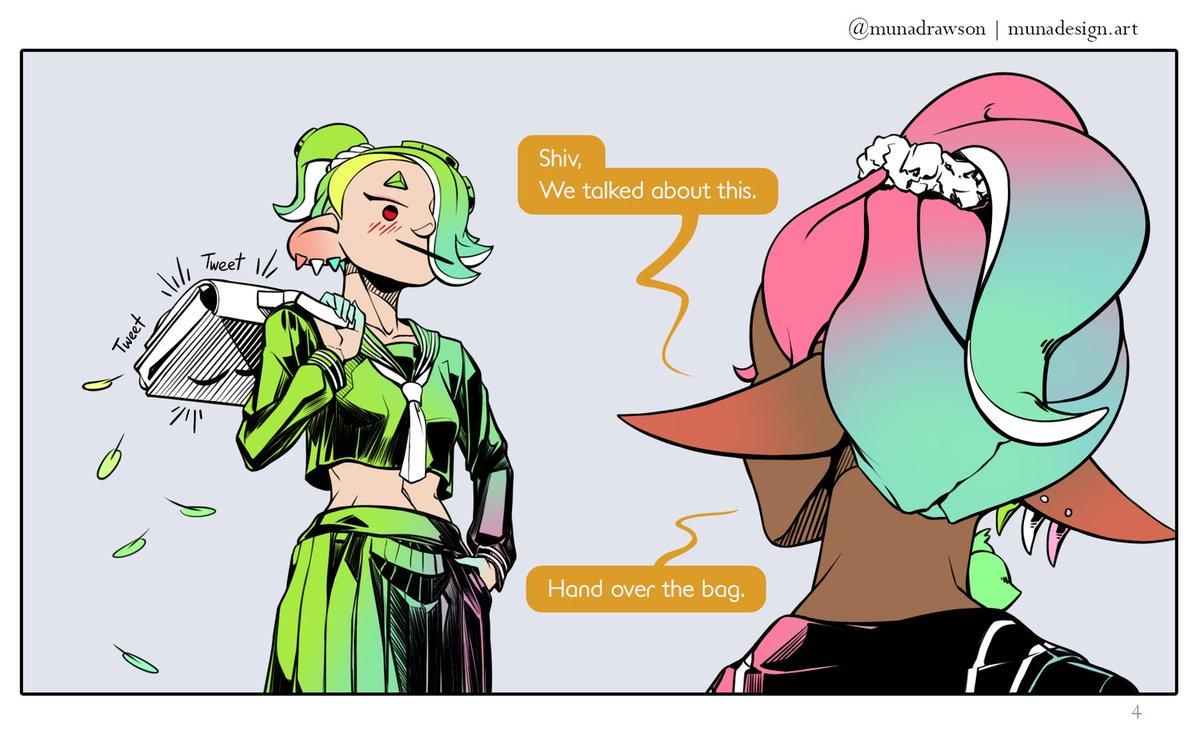 @munadrawson | munadesign.art
Shiv,
We talked about this.
Tweet
Tweet
Hand over the bag.
4